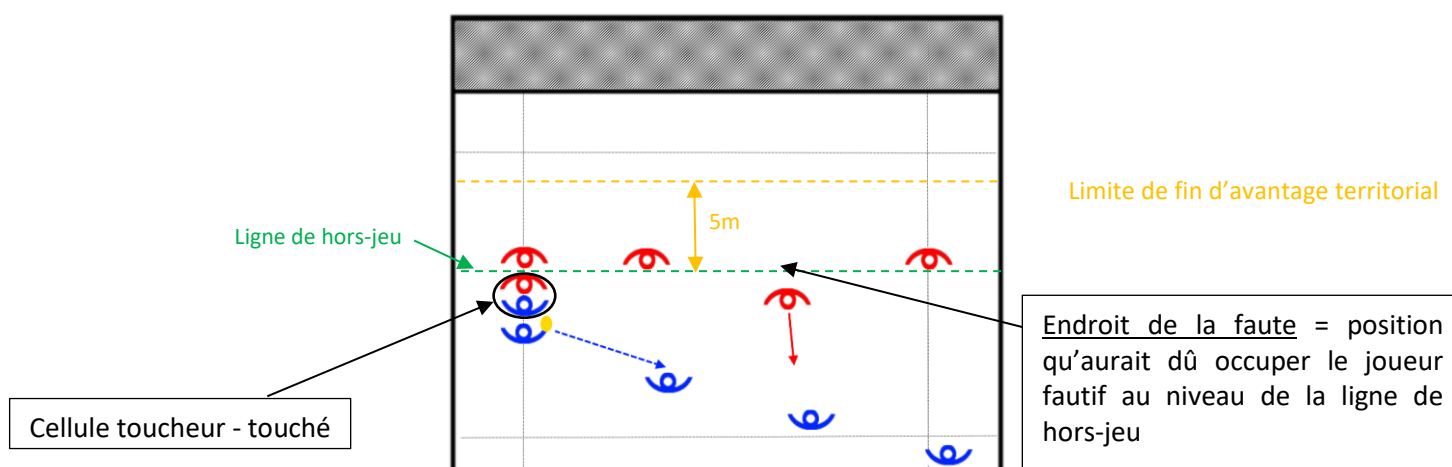 Limite de fin d’avantage territorial
5m
Ligne de hors-jeu
Endroit de la faute = position
qu’aurait dû occuper le joueur
fautif au niveau de la ligne de
hors-jeu
Cellule toucheur - touché